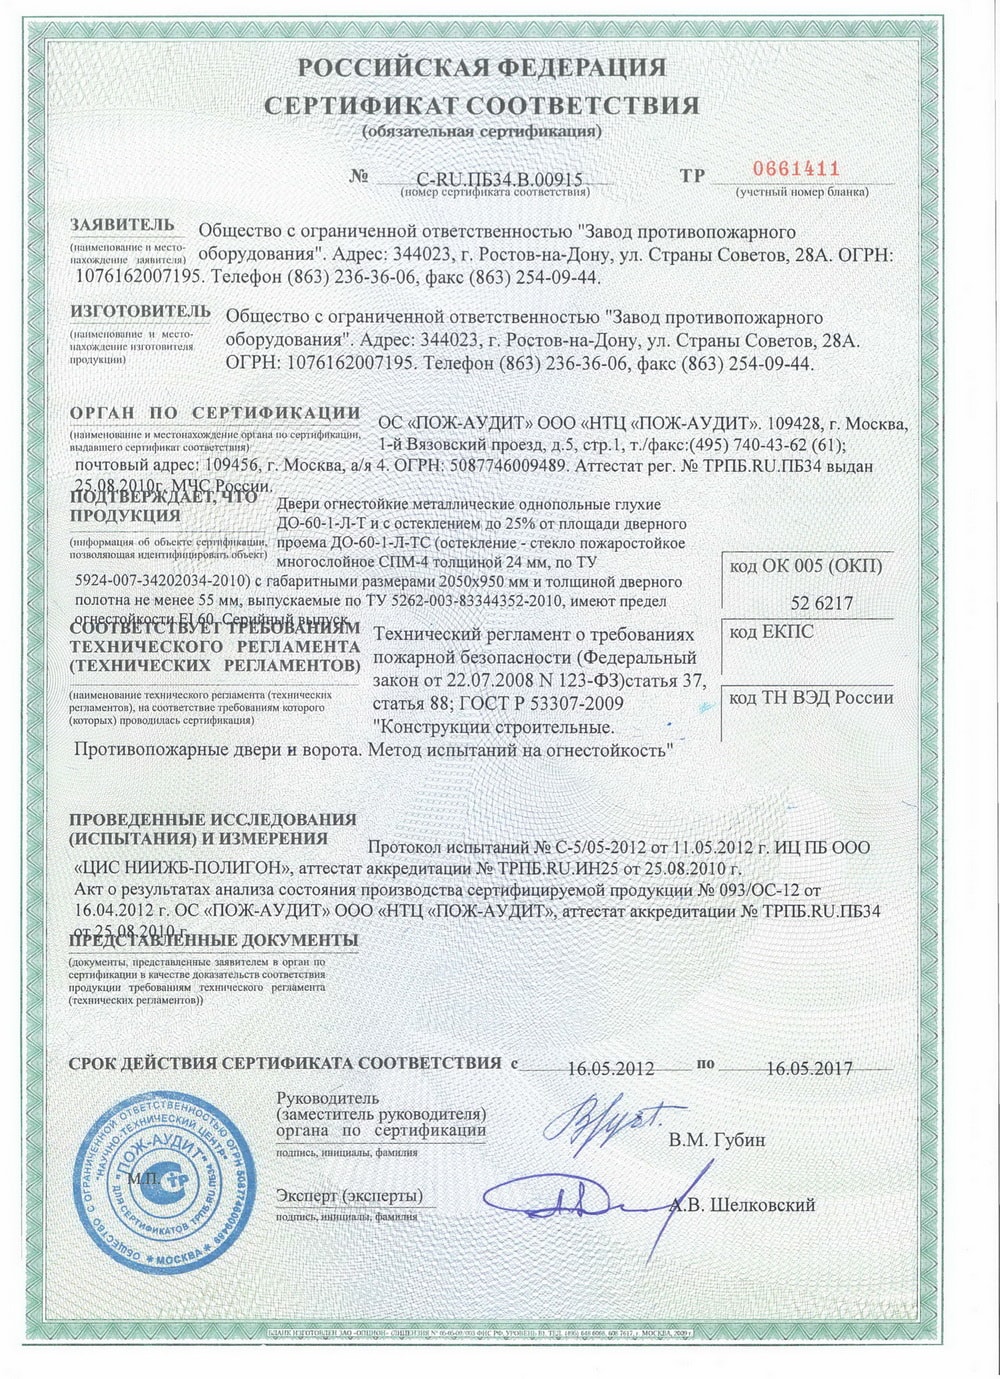 РОССИЙСКАЯ ФЕДЕРАЦИЯ
СЕРТИФИКАТ СООТВЕТСТВИЯ
(обязательная сертификация)
№ C-RU.ПБ34.В.00915
(номер сертификата соответствия)
ТР 0661411
(учетный номер бланка)
ЗАЯВИТЕЛЬ
(наименование и место-
нахождение заявителя)
Общество с ограниченной ответственностью "Завод противопожарного
оборудования". Адрес: 344023, г. Ростов-на-Дону, ул. Страны Советов, 28А. ОГРН:
1076162007195. Телефон (863) 236-36-06, факс (863) 254-09-44.
ИЗГОТОВИТЕЛЬ
(наименование и место-
нахождение изготовителя
продукции)
Общество с ограниченной ответственностью "Завод противопожарного
оборудования". Адрес: 344023, г. Ростов-на-Дону, ул. Страны Советов, 28А.
ОГРН: 1076162007195. Телефон (863) 236-36-06, факс (863) 254-09-44.
ОРГАН ПО СЕРТИФИКАЦИИ
(наименование и местонахождение органа по сертификации,
выдавшего сертификат соответствия)
ОС «ПОЖ-АУДИТ» ООО «НТЦ «ПОЖ-АУДИТ». 109428, г. Москва,
1-й Вязовский проезд, д.5, стр.1, т./факс:(495) 740-43-62 (61);
почтовый адрес: 109456, г. Москва, а/я 4. ОГРН: 5087746009489. Аттестат рег. № ТРПБ.RU.ПБ34 выдан
25.08.2010г. МЧС России.
ПОДТВЕРЖДАЕТ, ЧТО
ПРОДУКЦИЯ
(информация об объекте сертификации,
позволяющая идентифицировать объект)
Двери огнестойкие металлические однопольные глухие
ДО-60-1-Л-Т и с остеклением до 25% от площади дверного
проема ДО-60-1-Л-ТС (остекление - стекло пожаростойкое
многослойное СПМ-4 толщиной 24 мм, по ТУ
5924-007-34202034-2010) с габаритными размерами 2050х950 мм и толщиной дверного
полотна не менее 55 мм, выпускаемые по ТУ 5262-003-83344352-2010, имеют предел
огнестойкости EI 60. Серийный выпуск.
код ОК 005 (ОКП)
52 6217
код ЕКПС
код ТН ВЭД России
СООТВЕТСТВУЕТ ТРЕБОВАНИЯМ
ТЕХНИЧЕСКОГО РЕГЛАМЕНТА
(ТЕХНИЧЕСКИХ РЕГЛАМЕНТОВ)
(наименование технического регламента (технических
регламентов), на соответствие требованиям которого
(которых) проводилась сертификация)
Технический регламент о требованиях
пожарной безопасности (Федеральный
закон от 22.07.2008 N 123-ФЗ)статья 37,
статья 88; ГОСТ Р 53307-2009
"Конструкции строительные.
Противопожарные двери и ворота. Метод испытаний на огнестойкость"
ПРОВЕДЕННЫЕ ИССЛЕДОВАНИЯ
(ИСПЫТАНИЯ) И ИЗМЕРЕНИЯ
Протокол испытаний № С-5/05-2012 от 11.05.2012 г. ИЦ ПБ ООО
«ЦИС НИИЖБ-ПОЛИГОН», аттестат аккредитации № ТРПБ.RU.ИН25 от 25.08.2010 г.
Акт о результатах анализа состояния производства сертифицируемой продукции № 093/ОС-12 от
16.04.2012 г. ОС «ПОЖ-АУДИТ» ООО «НТЦ «ПОЖ-АУДИТ», аттестат аккредитации № ТРПБ.RU.ПБ34
от 25.08.2010 г.
ПРЕДСТАВЛЕННЫЕ ДОКУМЕНТЫ
(документы, представленные заявителем в орган по
сертификации в качестве доказательств соответствия
продукции требованиям технического регламента
(технических регламентов))
СРОК ДЕЙСТВИЯ СЕРТИФИКАТА СООТВЕТСТВИЯ с 16.05.2012 по 16.05.2017
Руководитель
(заместитель руководителя)
органа по сертификации
подпись, инициалы, фамилия
В.М. Губин
Эксперт (эксперты)
подпись, инициалы, фамилия
А.В. Шелковский
М.П.
ОБЩЕСТВО С ОГРАНИЧЕННОЙ ОТВЕТСТВЕННОСТЬЮ ОГРН 5087746009489
* МОСКВА *
"НАУЧНО-ТЕХНИЧЕСКИЙ ЦЕНТР"
"ПОЖ-АУДИТ"
ДЛЯ СЕРТИФИКАТОВ ТРПБ.RU.ПБ34